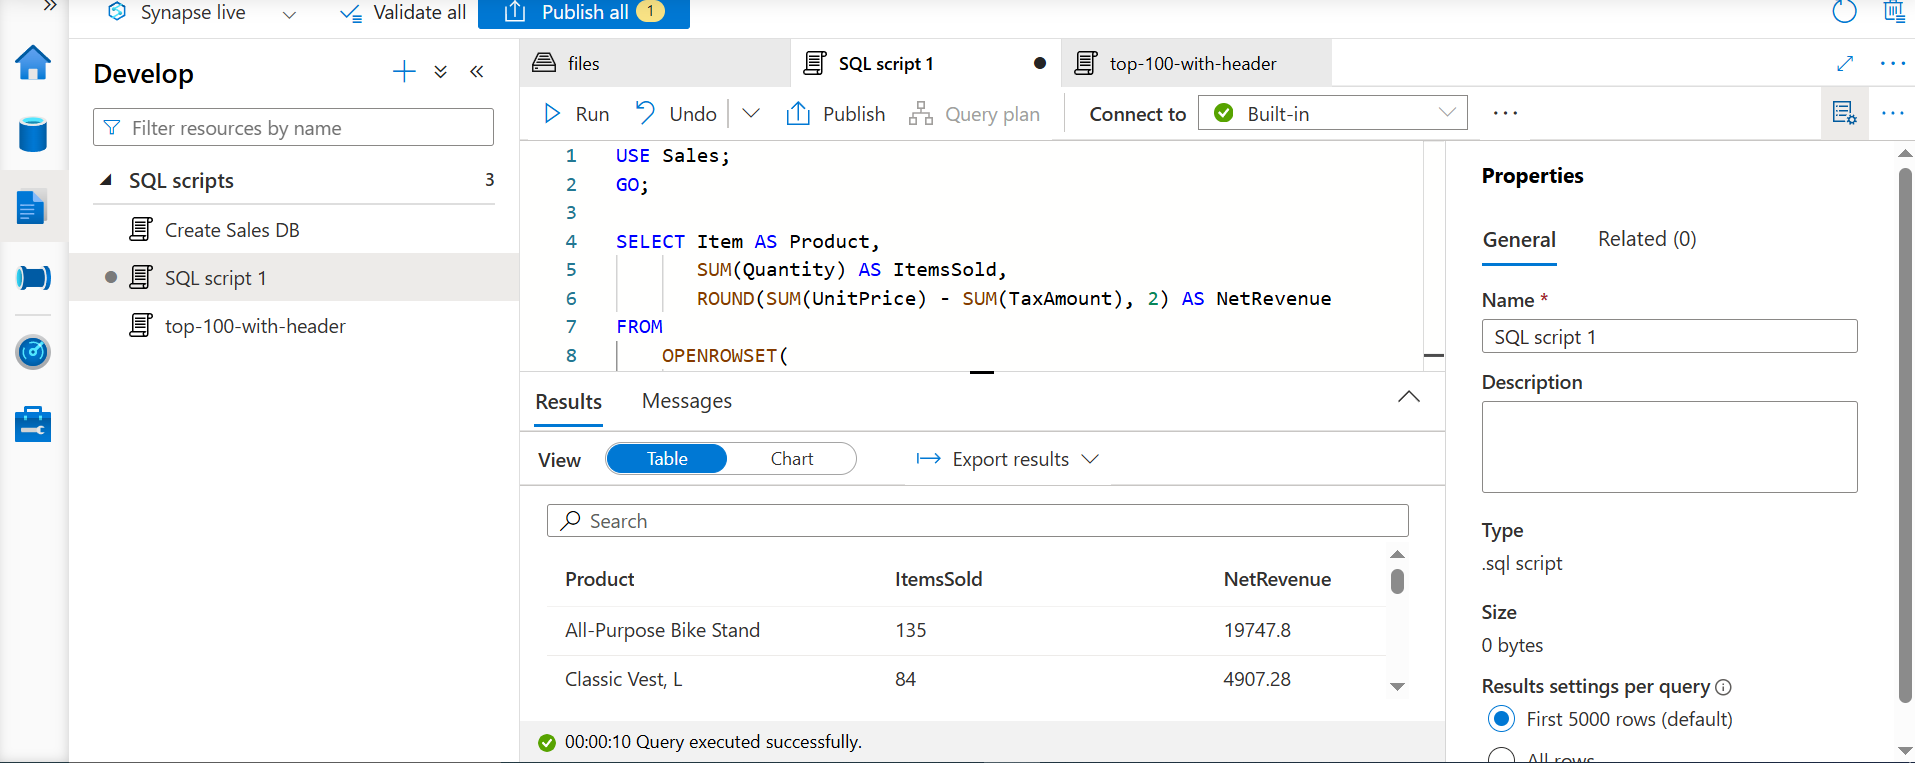 Synapse live
Validate all
Publish all 1
Develop
Filter resources by name
SQL scripts 3
Create Sales DB
SQL script 1
top-100-with-header
files
SQL script 1
top-100-with-header
Run
Undo
Publish
Query plan
Connect to
Built-in
1 USE Sales;
2 GO;
3
4 SELECT Item AS Product,
5 SUM(Quantity) AS ItemsSold,
6 ROUND(SUM(UnitPrice) - SUM(TaxAmount), 2) AS NetRevenue
7 FROM
8 OPENROWSET(
Results
Messages
View
Table
Chart
Export results
Search
Product ItemsSold NetRevenue
All-Purpose Bike Stand 135 19747.8
Classic Vest, L 84 4907.28
00:00:10 Query executed successfully.
Properties
General
Related (0)
Name *
SQL script 1
Description
Type
.sql script
Size
0 bytes
Results settings per query
First 5000 rows (default)
All rows